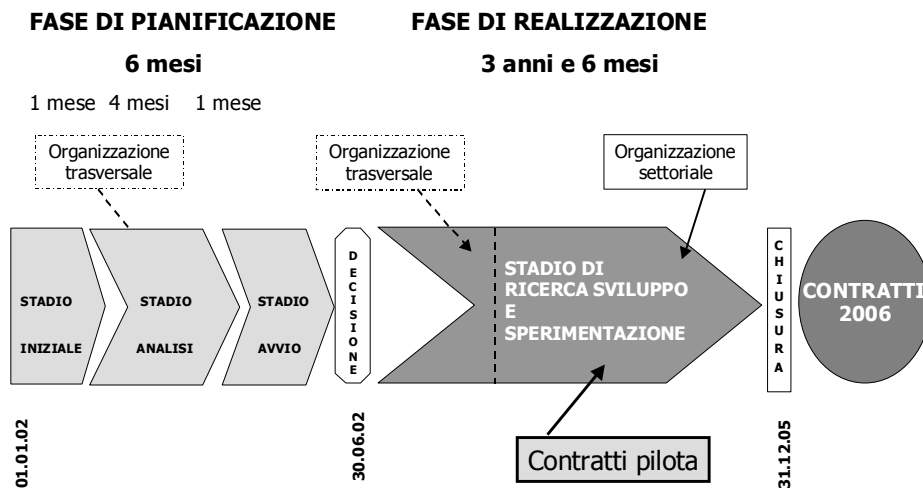 FASE DI PIANIFICAZIONE
FASE DI REALIZZAZIONE
6 mesi
3 anni e 6 mesi
1 mese 4 mesi 1 mese
Organizzazione
trasversale
Organizzazione
trasversale
Organizzazione
settoriale
STADIO
INIZIALE
STADIO
ANALISI
STADIO
AVVIO
DECISIONE
STADIO DI
RICERCA SVILUPPO
E
SPERIMENTAZIONE
CHIUSURA
CONTRATTI
2006
Contratti pilota
01.01.02
30.06.02
31.12.05